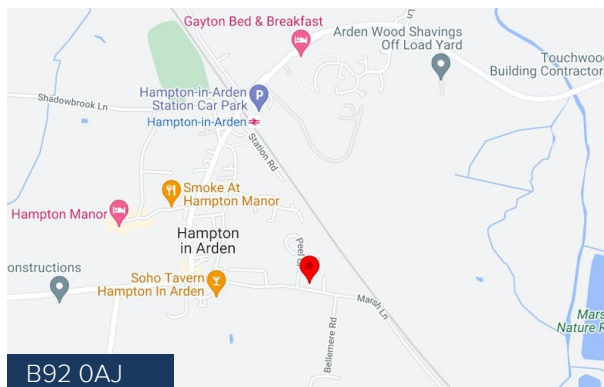 Gayton Bed & Breakfast
Arden Wood Shavings
Off Load Yard
Touchwood
Building Contractor
Hampton-in-Arden
Station Car Park
P
Hampton-in-Arden
Shadowbrook Ln
Station Rd
Smoke At
Hampton Manor
Hampton Manor
Hampton
in Arden
Peel Cl
onstructions
Soho Tavern
Hampton In Arden
Marsh Ln
Bellemere Rd
Mars
Nature R
B92 0AJ